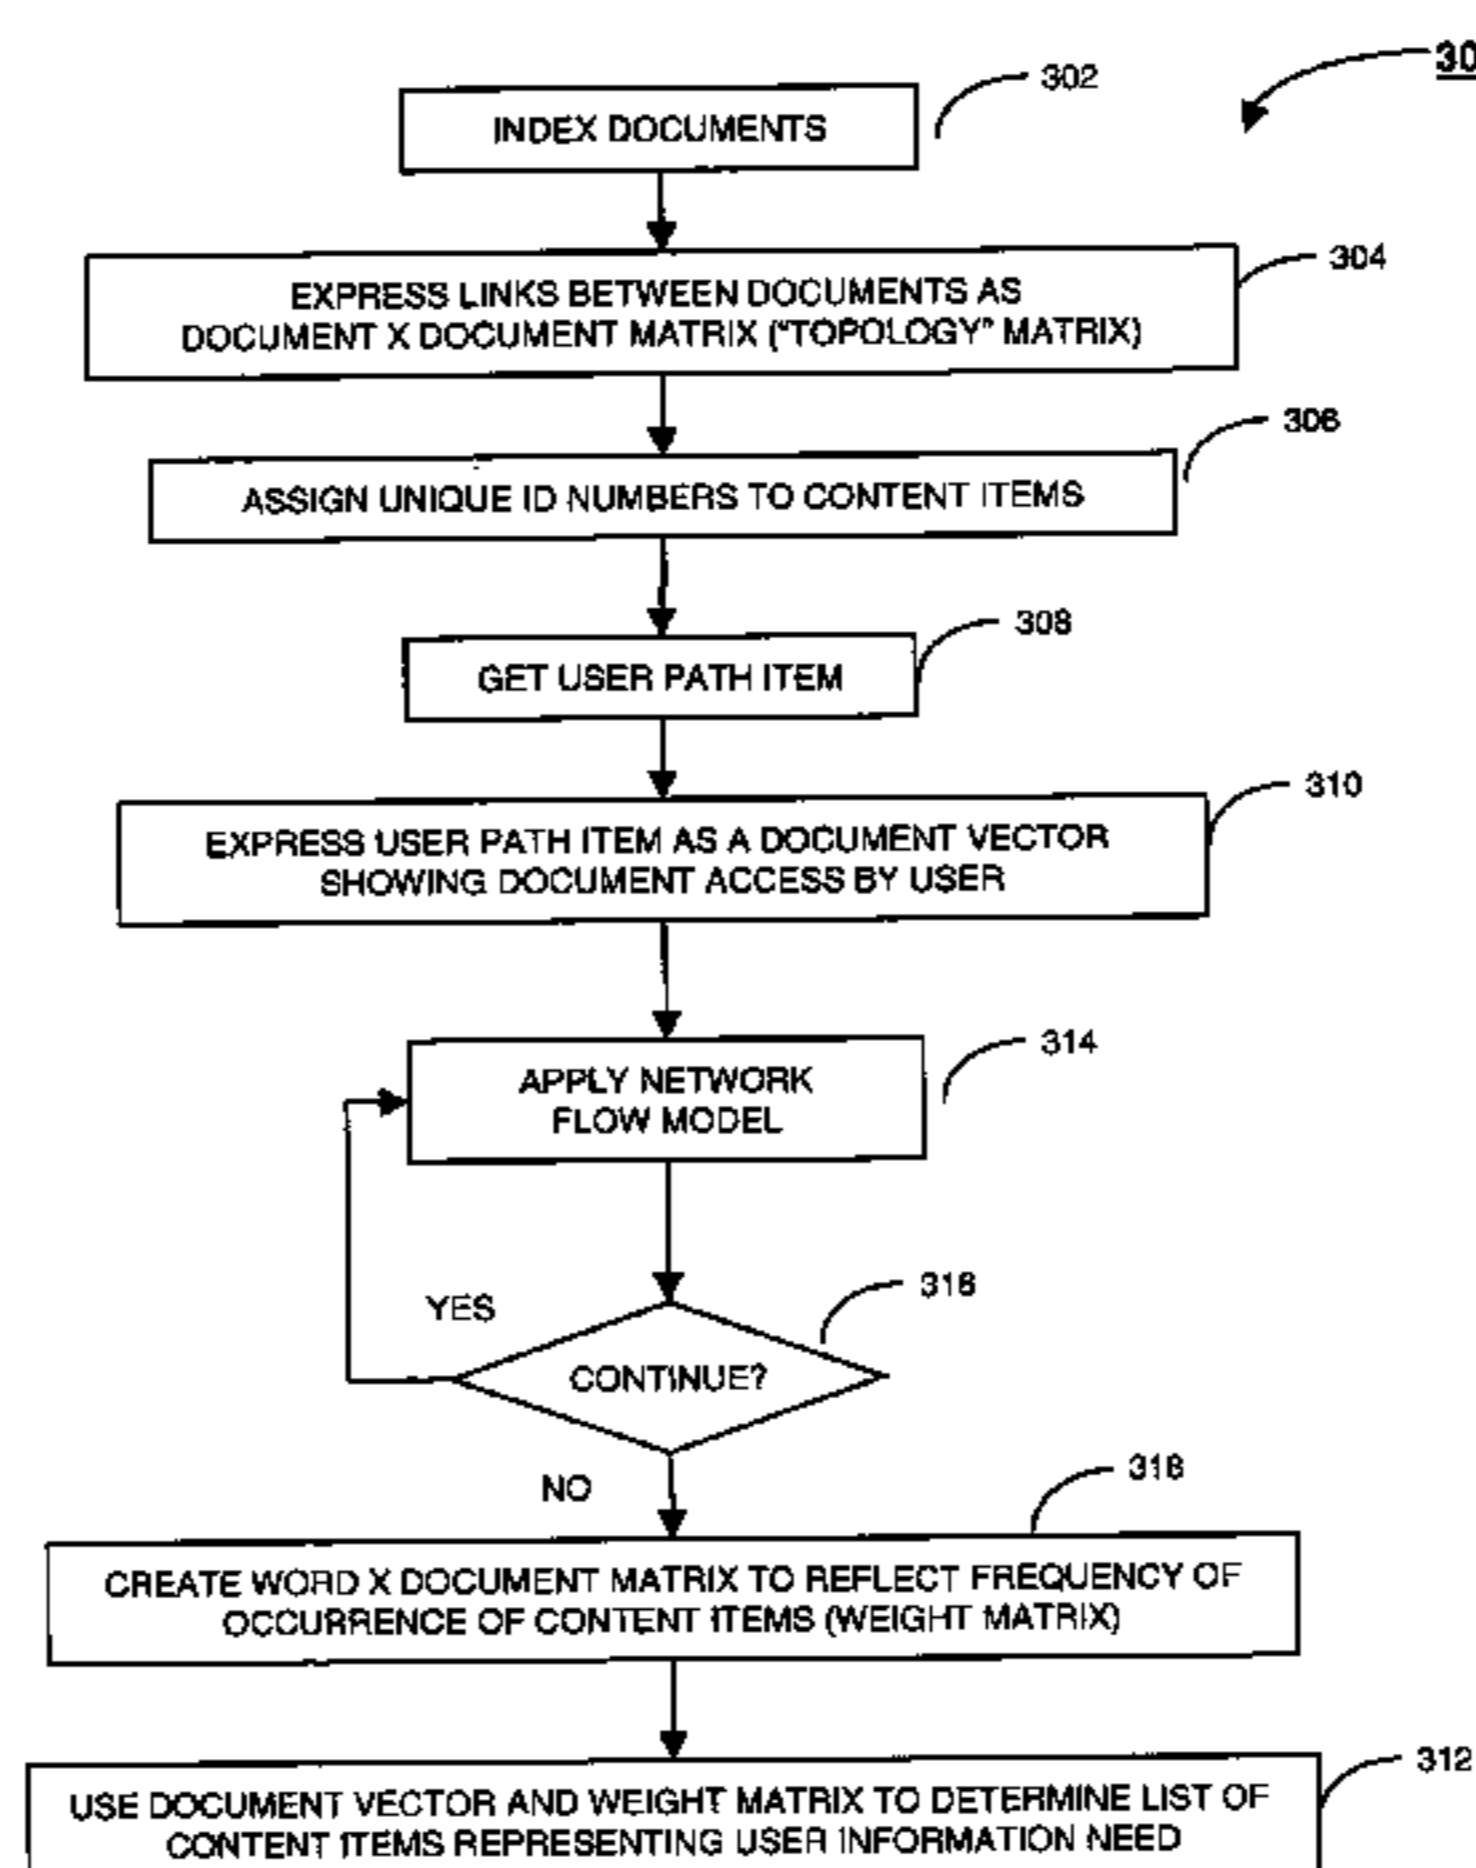 30
302
INDEX DOCUMENTS
304
EXPRESS LINKS BETWEEN DOCUMENTS AS
DOCUMENT X DOCUMENT MATRIX ("TOPOLOGY" MATRIX)
306
ASSIGN UNIQUE ID NUMBERS TO CONTENT ITEMS
308
GET USER PATH ITEM
310
EXPRESS USER PATH ITEM AS A DOCUMENT VECTOR
SHOWING DOCUMENT ACCESS BY USER
314
APPLY NETWORK
FLOW MODEL
316
YES
CONTINUE?
NO
318
CREATE WORD X DOCUMENT MATRIX TO REFLECT FREQUENCY OF
OCCURRENCE OF CONTENT ITEMS (WEIGHT MATRIX)
312
USE DOCUMENT VECTOR AND WEIGHT MATRIX TO DETERMINE LIST OF
CONTENT ITEMS REPRESENTING USER INFORMATION NEED